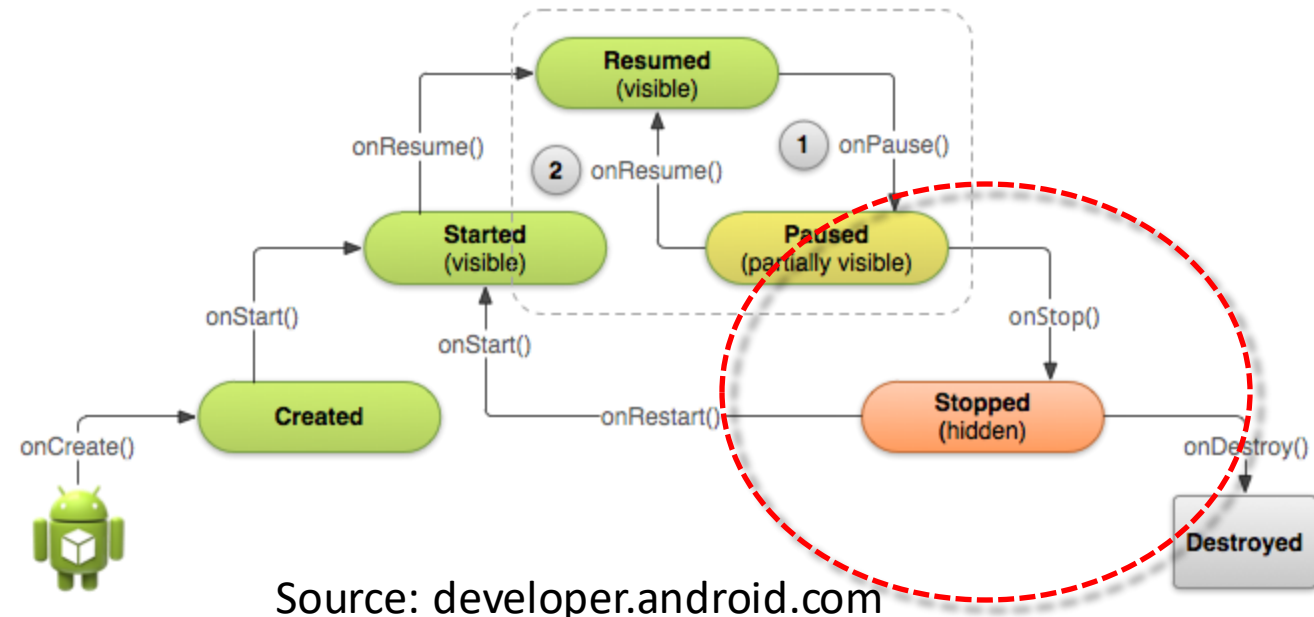 Resumed
(visible)
onResume()
1
onPause()
2
onResume()
Started
(visible)
Paused
(partially visible)
onStart()
onStop()
onStart()
Created
onRestart()
Stopped
(hidden)
onCreate()
onDestroy()
Destroyed
Source: developer.android.com